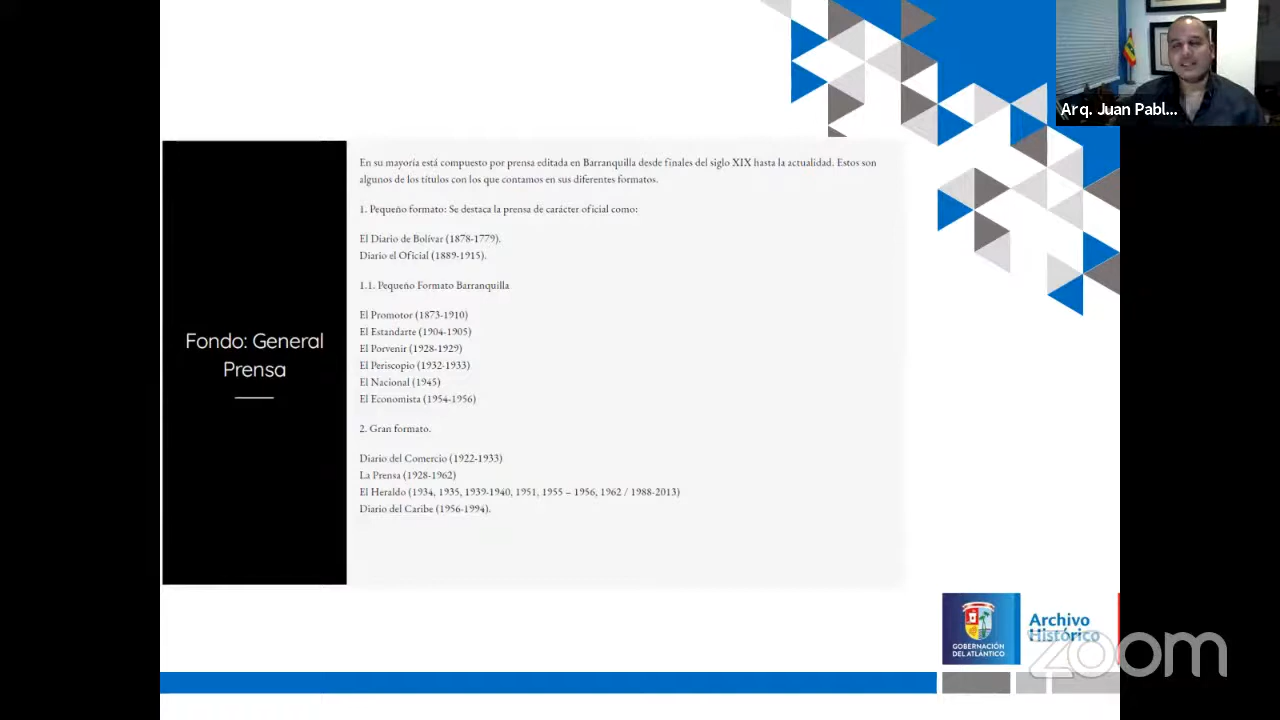 Arq. Juan Pabl...
En su mayoría está compuesto por prensa editada en Barranquilla desde finales del siglo XIX hasta la actualidad. Estos son
algunos de los títulos con los que contamos en sus diferentes formatos.
1. Pequeño formato: Se destaca la prensa de carácter oficial como:
El Diario de Bolívar (1878-1779).
Diario el Oficial (1889-1915).
1.1. Pequeño Formato Barranquilla
El Promotor (1873-1910)
El Estandarte (1904-1905)
El Porvenir (1928-1929)
El Periscopio (1932-1933)
El Nacional (1945)
El Economista (1954-1956)
2. Gran formato.
Diario del Comercio (1922-1933)
La Prensa (1928-1962)
El Heraldo (1934, 1935, 1939-1940, 1951, 1955 – 1956, 1962 / 1988-2013)
Diario del Caribe (1956-1994).
Fondo: General
Prensa
GOBERNACIÓN
DEL ATLÁNTICO
Archivo
Histórico
zoom